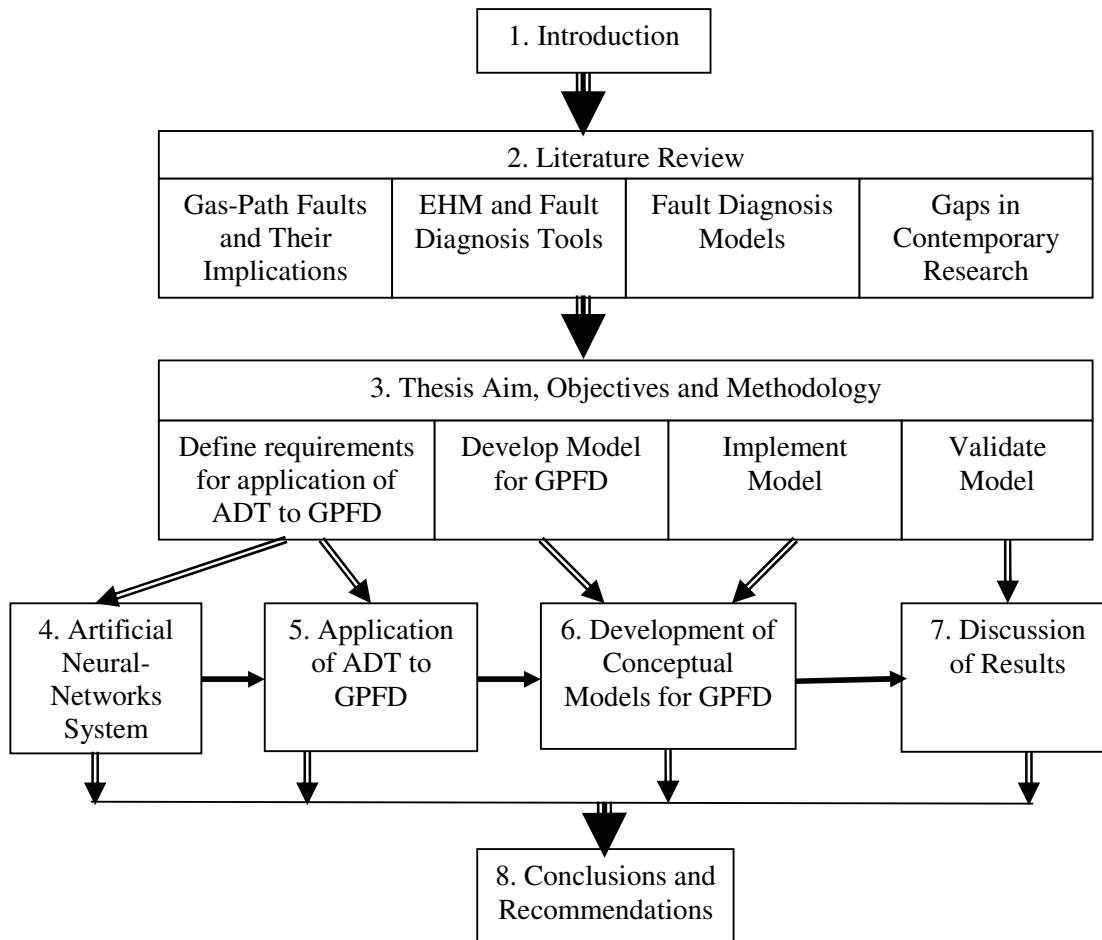 1. Introduction
2. Literature Review
Gas-Path Faults
and Their
Implications
EHM and Fault
Diagnosis Tools
Fault Diagnosis
Models
Gaps in
Contemporary
Research
3. Thesis Aim, Objectives and Methodology
Define requirements
for application of
ADT to GPFD
Develop Model
for GPFD
Implement
Model
Validate
Model
4. Artificial
Neural-
Networks
System
5. Application
of ADT to
GPFD
6. Development of
Conceptual
Models for GPFD
7. Discussion
of Results
8. Conclusions and
Recommendations